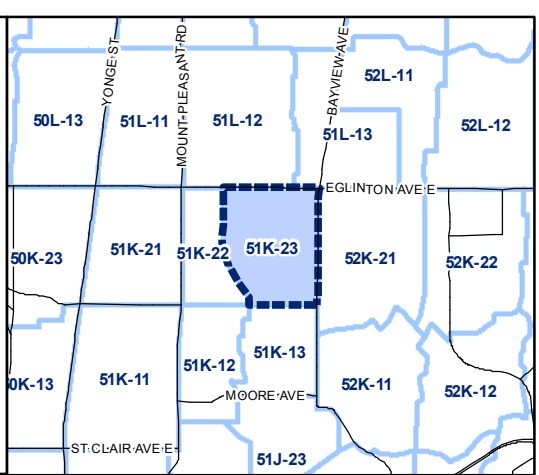 YONGE ST
MOUNT-PLEASANT RD
BAYVIEW AVE
52L-11
50L-13
51L-11
51L-12
51L-13
52L-12
EGLINTON AVE E
50K-23
51K-21
51K-22
51K-23
52K-21
52K-22
0K-13
51K-11
51K-12
51K-13
52K-11
52K-12
MOORE AVE
ST CLAIR AVE E
51J-23